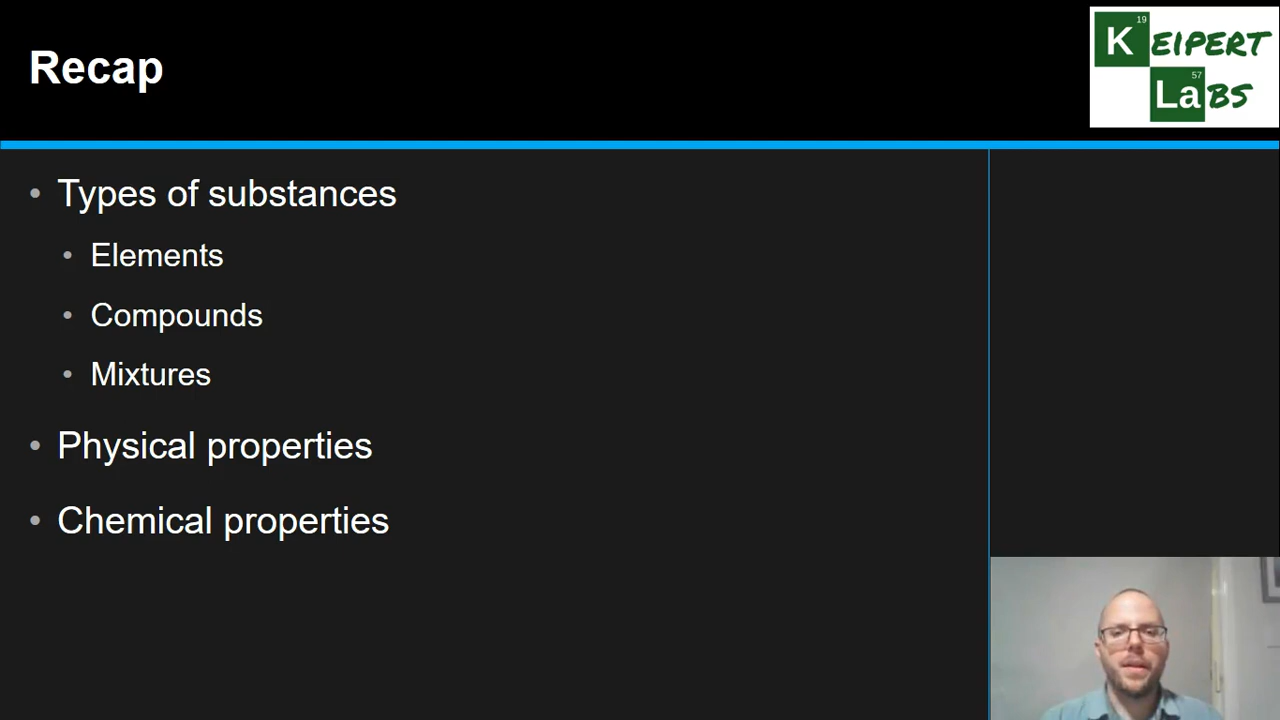 Recap
19
KEIPERT
57
LaBS
• Types of substances
• Elements
• Compounds
• Mixtures
• Physical properties
• Chemical properties